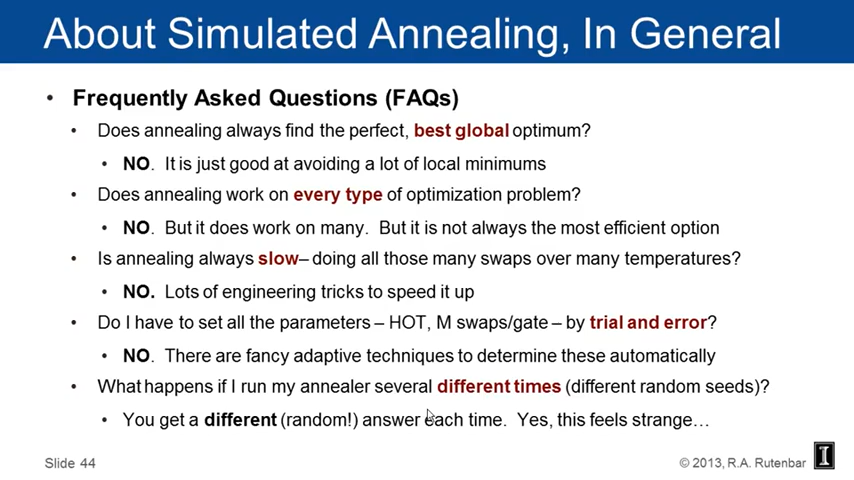 About Simulated Annealing, In General
• Frequently Asked Questions (FAQs)
• Does annealing always find the perfect, best global optimum?
• NO. It is just good at avoiding a lot of local minimums
• Does annealing work on every type of optimization problem?
• NO. But it does work on many. But it is not always the most efficient option
• Is annealing always slow– doing all those many swaps over many temperatures?
• NO. Lots of engineering tricks to speed it up
• Do I have to set all the parameters – HOT, M swaps/gate – by trial and error?
• NO. There are fancy adaptive techniques to determine these automatically
• What happens if I run my annealer several different times (different random seeds)?
• You get a different (random!) answer each time. Yes, this feels strange…
Slide 44
© 2013, R.A. Rutenbar
I